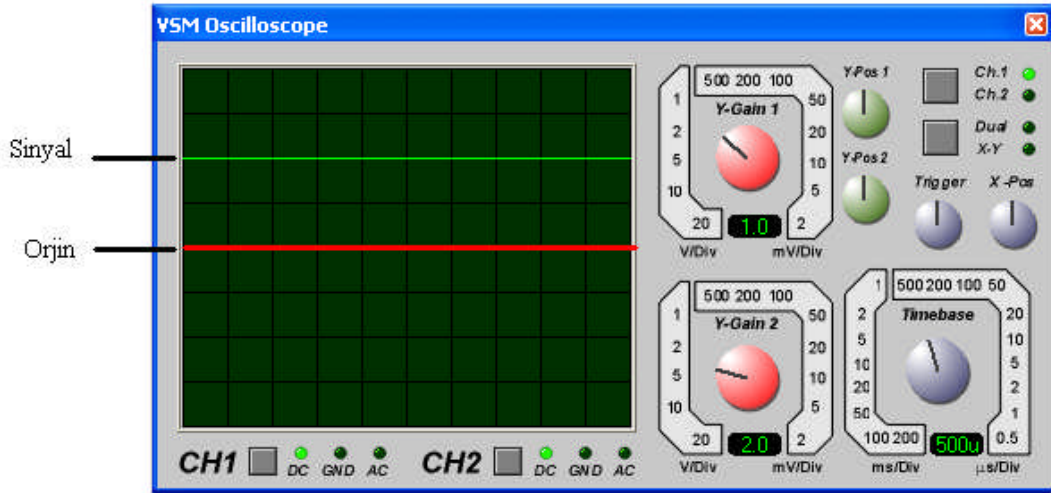 VSM Oscilloscope
Sinyal
Orjin
500 200 100
1
2
5
10
20
50
20
10
5
2
Y-Gain 1
1.0
V/Div mV/Div
Y-Pos 1
Y-Pos 2
Ch.1
Ch.2
Dual
X-Y
Trigger X-Pos
500 200 100
1
2
5
10
20
50
20
10
5
2
Y-Gain 2
2.0
V/Div mV/Div
1 500 200 100 50
2
5
10
20
50
100 200
20
10
5
2
1
0.5
Timebase
500u
ms/Div µs/Div
CH1 DC GND AC CH2 DC GND AC